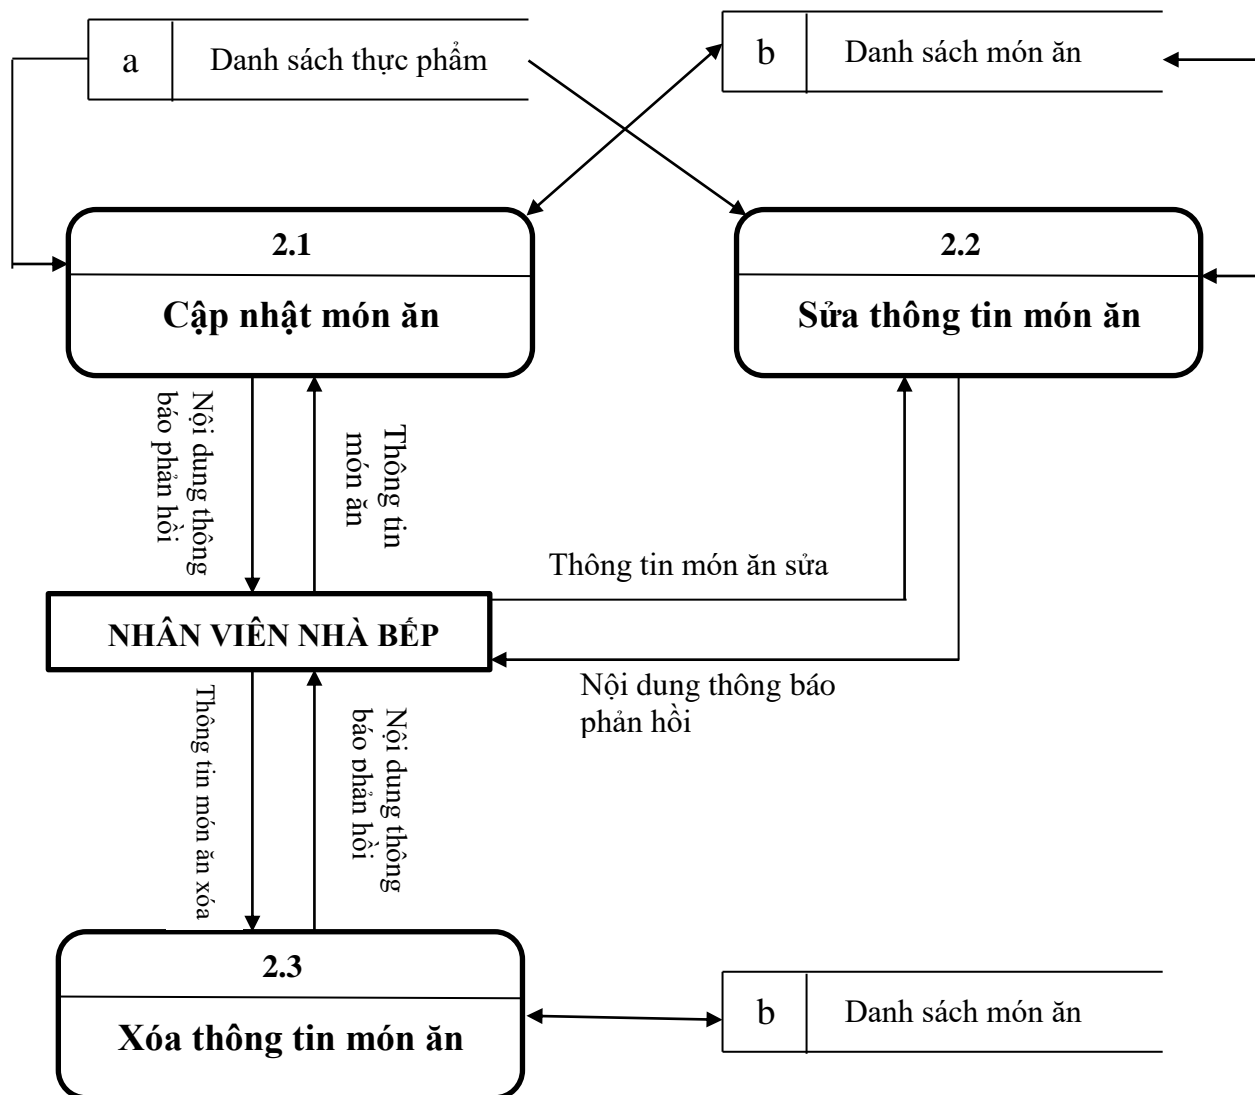 a
Danh sách thực phẩm
b
Danh sách món ăn
2.1
Cập nhật món ăn
2.2
Sửa thông tin món ăn
Nội dung thông
báo phản hồi
Thông tin
món ăn
Thông tin món ăn sửa
NHÂN VIÊN NHÀ BẾP
Nội dung thông báo
phản hồi
Thông tin món ăn xóa
Nội dung thông
báo phản hồi
2.3
Xóa thông tin món ăn
b
Danh sách món ăn